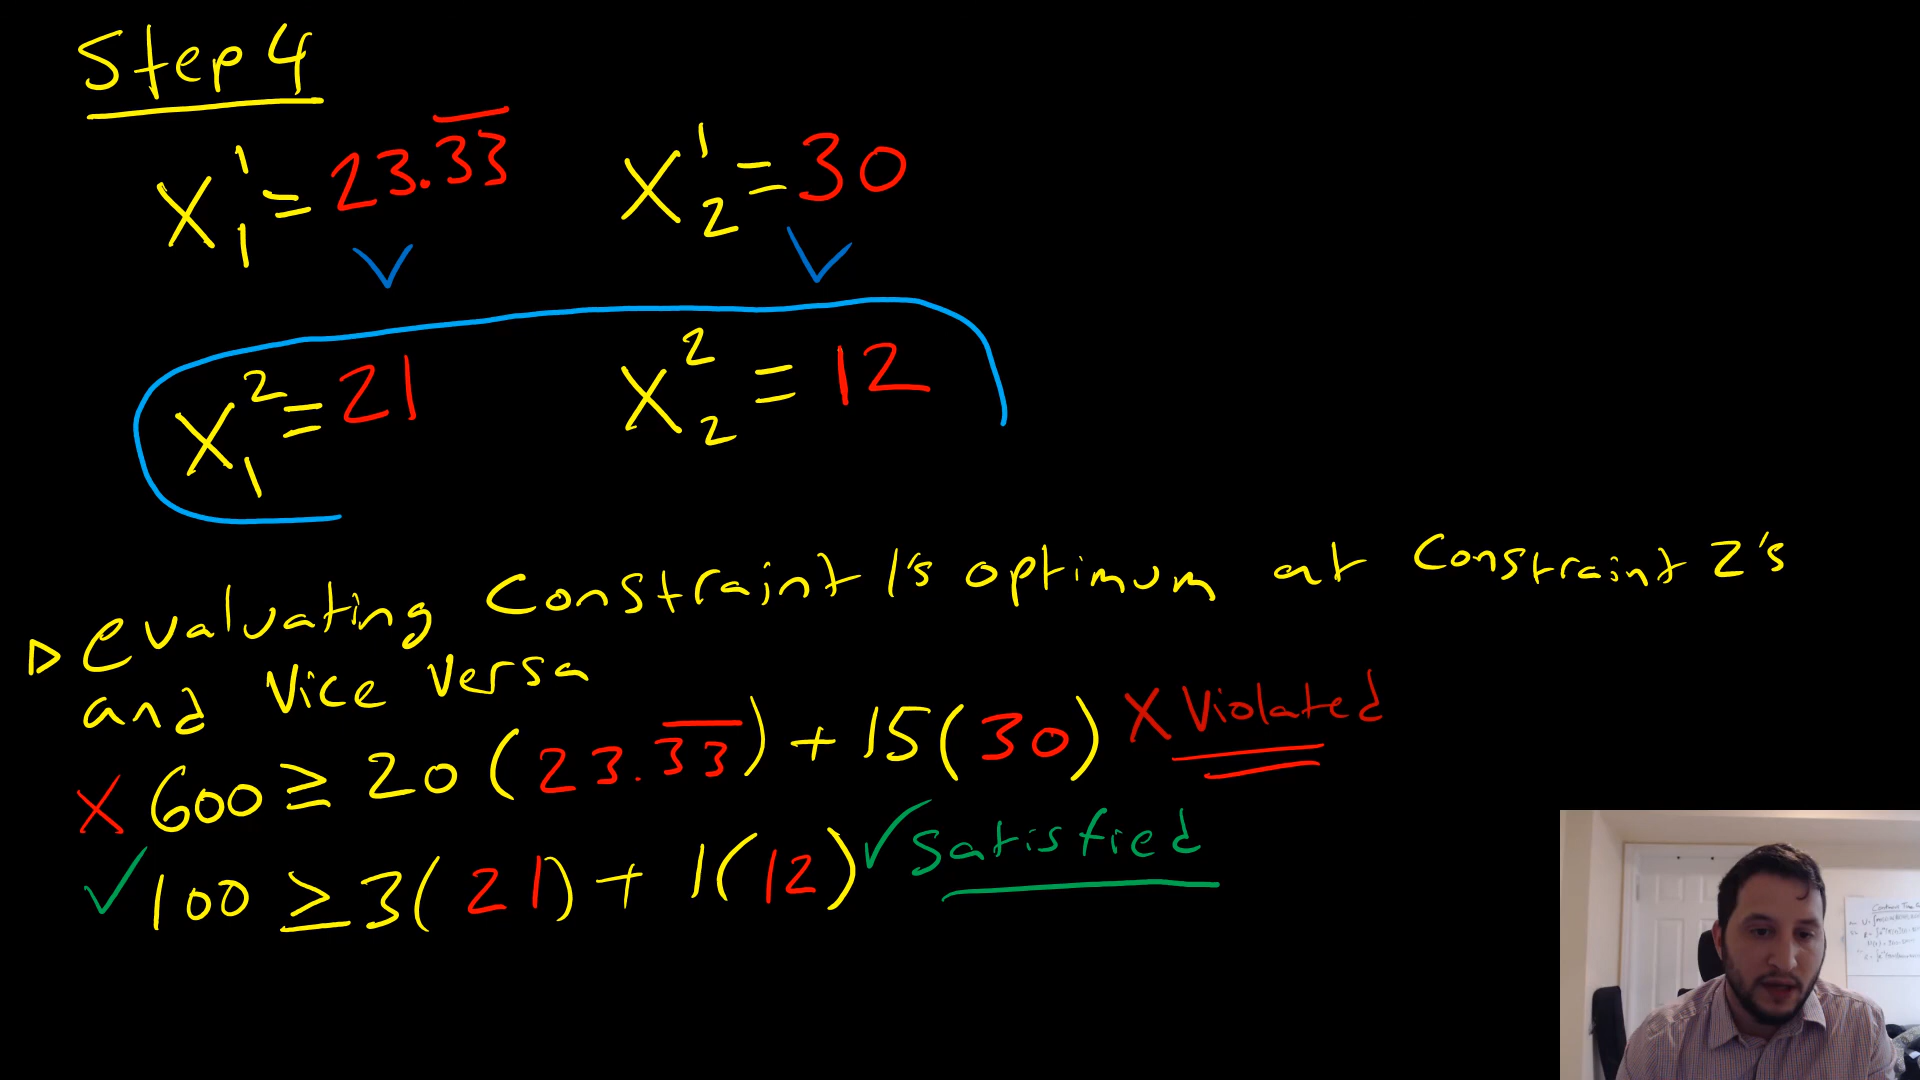 Step 4
X₁¹ = 23.3̅3̅ X₂¹ = 30
X₁² = 21 X₂² = 12
▷ evaluating Constraint 1's optimum at Constraint 2's
and Vice Versa
X 600 ≥ 20 (23.3̅3̅) + 15(30) X Violated
✓ 100 ≥ 3(21) + 1(12) ✓ Satisfied